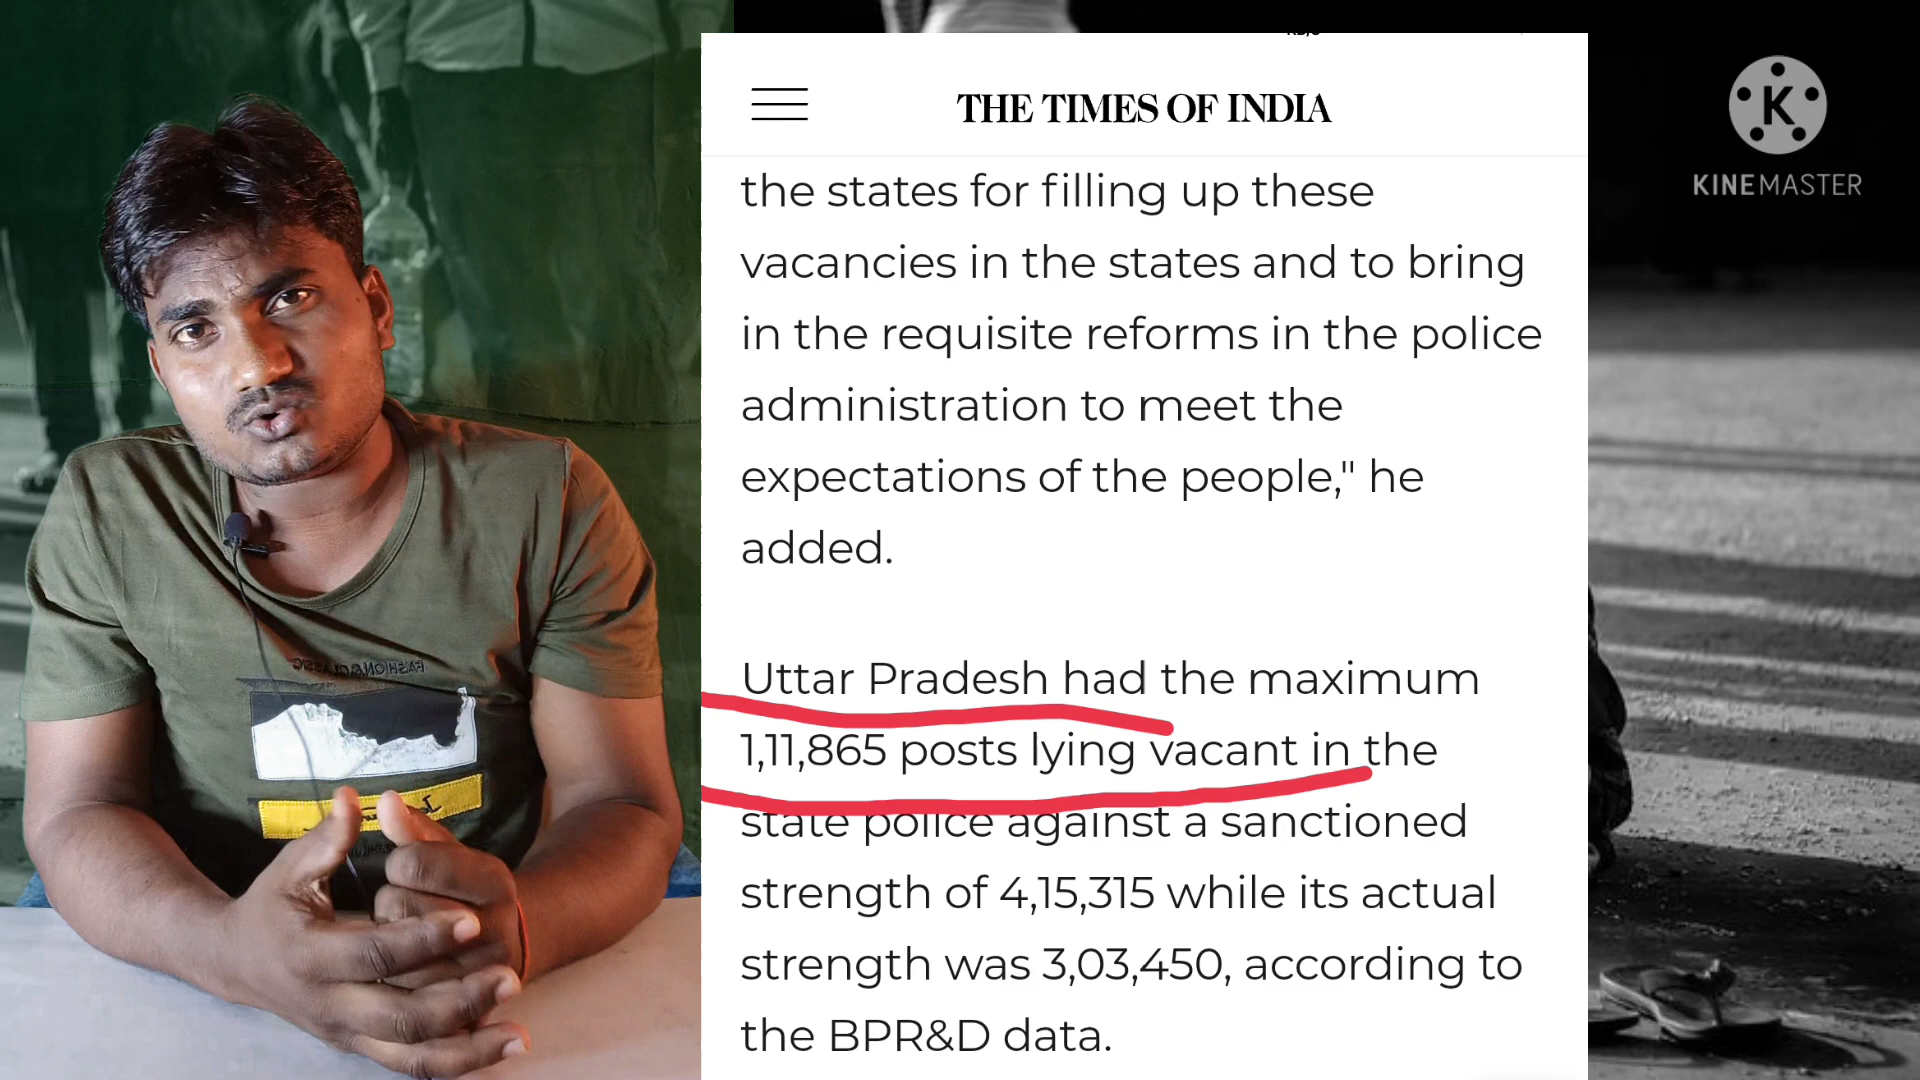 THE TIMES OF INDIA
K
KINEMASTER
the states for filling up these
vacancies in the states and to bring
in the requisite reforms in the police
administration to meet the
expectations of the people," he
added.
Uttar Pradesh had the maximum
1,11,865 posts lying vacant in the
state police against a sanctioned
strength of 4,15,315 while its actual
strength was 3,03,450, according to
the BPR&D data.
FASHION & CLASSIC